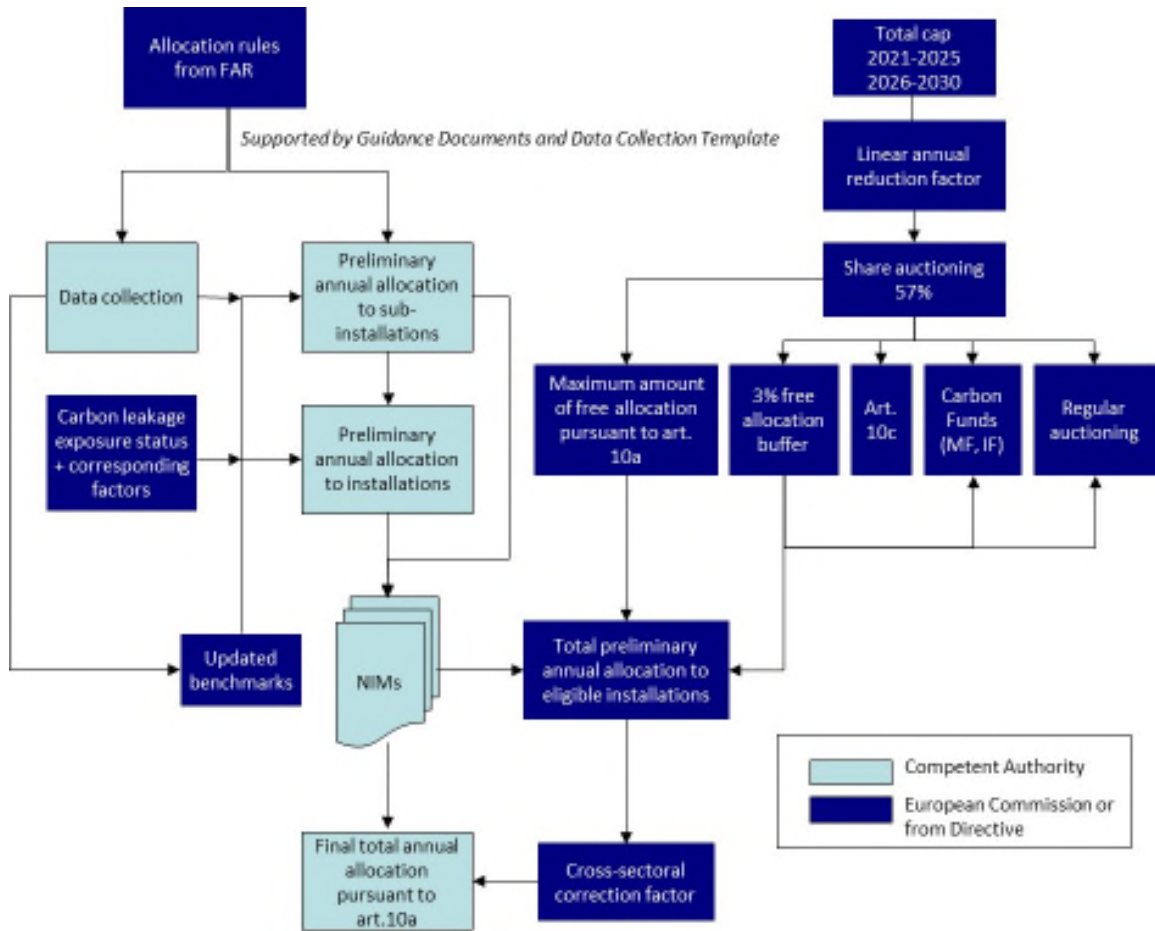 Allocation rules
from FAR
Total cap
2021-2025
2026-2030
Supported by Guidance Documents and Data Collection Template
Linear annual
reduction factor
Data collection
Preliminary
annual allocation
to sub-
installations
Share auctioning
57%
Carbon leakage
exposure status
+ corresponding
factors
Preliminary
annual allocation
to installations
Maximum amount
of free allocation
pursuant to art.
10a
3% free
allocation
buffer
Art.
10c
Carbon
Funds
(MF, IF)
Regular
auctioning
Updated
benchmarks
NIMs
Total preliminary
annual allocation to
eligible installations
Competent Authority
European Commission or
from Directive
Final total annual
allocation
pursuant to
art.10a
Cross-sectoral
correction factor